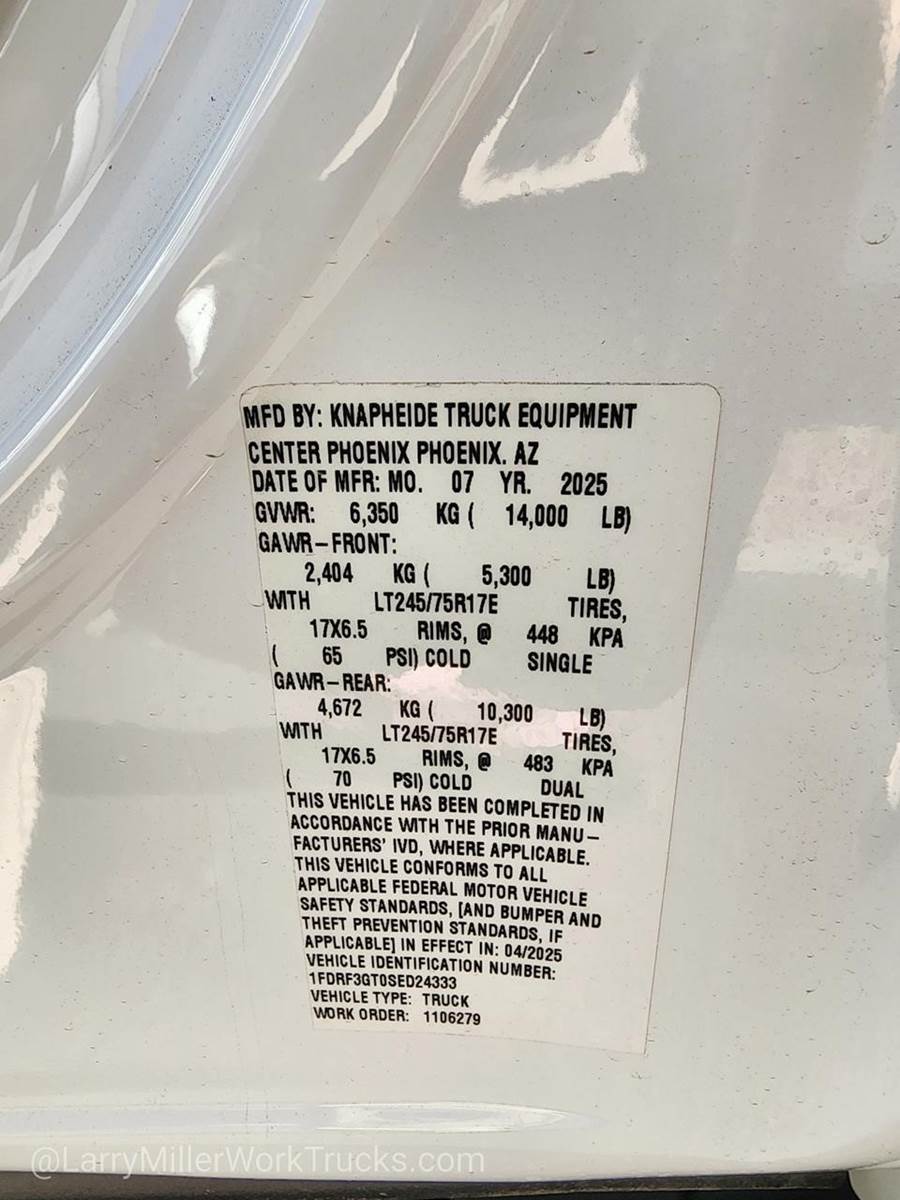 MFD BY: KNAPHEIDE TRUCK EQUIPMENT
CENTER PHOENIX PHOENIX. AZ
DATE OF MFR: MO. 07 YR. 2025
GVWR: 6,350 KG ( 14,000 LB)
GAWR-FRONT:
2,404 KG ( 5,300 LB)
WITH LT245/75R17E TIRES,
17X6.5 RIMS, @ 448 KPA
( 65 PSI) COLD SINGLE
GAWR-REAR:
4,672 KG ( 10,300 LB)
WITH LT245/75R17E TIRES,
17X6.5 RIMS, @ 483 KPA
( 70 PSI) COLD DUAL
THIS VEHICLE HAS BEEN COMPLETED IN
ACCORDANCE WITH THE PRIOR MANU-
FACTURERS' IVD, WHERE APPLICABLE.
THIS VEHICLE CONFORMS TO ALL
APPLICABLE FEDERAL MOTOR VEHICLE
SAFETY STANDARDS, [AND BUMPER AND
THEFT PREVENTION STANDARDS, IF
APPLICABLE] IN EFFECT IN: 04/2025
VEHICLE IDENTIFICATION NUMBER:
1FDRF3GT0SED24333
VEHICLE TYPE: TRUCK
WORK ORDER: 1106279
@LarryMillerWorkTrucks.com